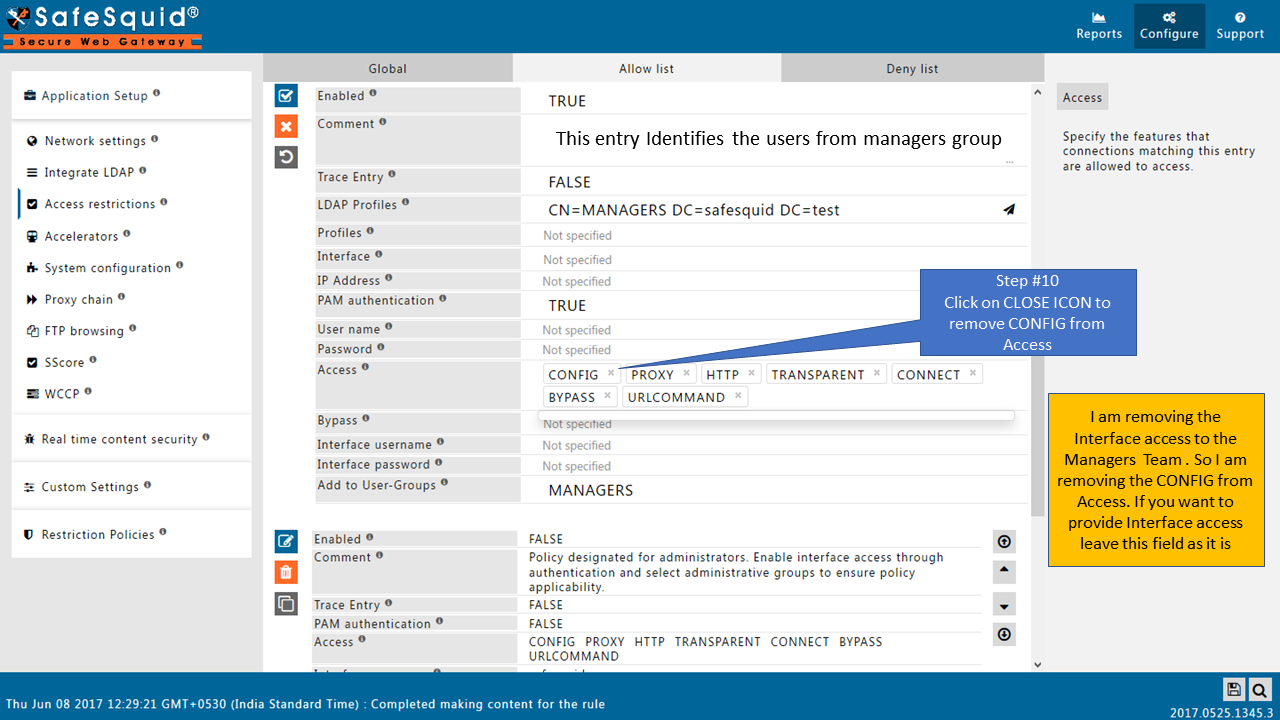 SafeSquid®
Secure Web Gateway
Reports
Configure
Support
Application Setup
Network settings
Integrate LDAP
Access restrictions
Accelerators
System configuration
Proxy chain
FTP browsing
SScore
WCCP
Real time content security
Custom Settings
Restriction Policies
Global
Allow list
Deny list
Enabled
TRUE
Comment
This entry Identifies the users from managers group
...
Trace Entry
FALSE
LDAP Profiles
CN=MANAGERS DC=safesquid DC=test
Profiles
Not specified
Interface
Not specified
IP Address
Not specified
PAM authentication
TRUE
User name
Not specified
Password
Not specified
Access
CONFIG × PROXY × HTTP × TRANSPARENT × CONNECT ×
BYPASS × URLCOMMAND ×
Bypass
Not specified
Interface username
Not specified
Interface password
Not specified
Add to User-Groups
MANAGERS
Enabled
FALSE
Comment
Policy designated for administrators. Enable interface access through
authentication and select administrative groups to ensure policy
applicability.
Trace Entry
FALSE
PAM authentication
FALSE
Access
CONFIG PROXY HTTP TRANSPARENT CONNECT BYPASS
URLCOMMAND
Access
Specify the features that
connections matching this entry
are allowed to access.
Step #10
Click on CLOSE ICON to
remove CONFIG from
Access
I am removing the
Interface access to the
Managers Team . So I am
removing the CONFIG from
Access. If you want to
provide Interface access
leave this field as it is
Thu Jun 08 2017 12:29:21 GMT+0530 (India Standard Time) : Completed making content for the rule
2017.0525.1345.3